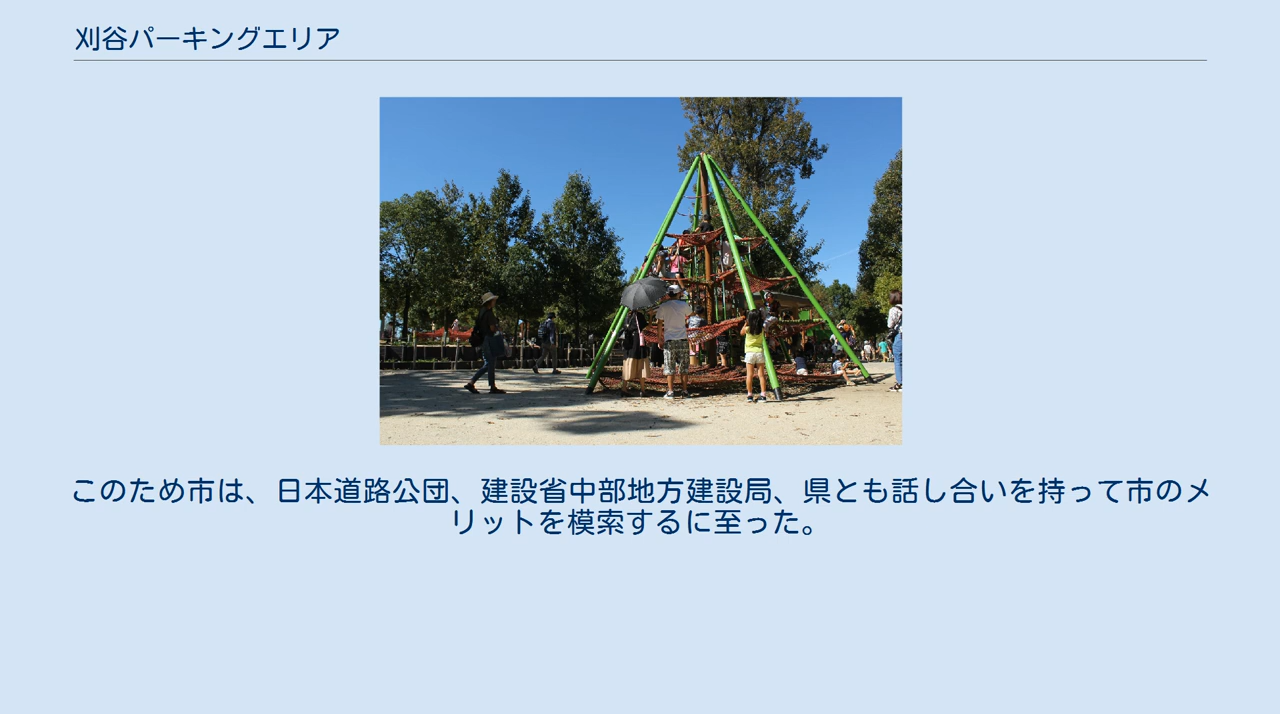 刈谷パーキングエリア
このため市は、日本道路公団、建設省中部地方建設局、県とも話し合いを持って市のメ
リットを模索するに至った。